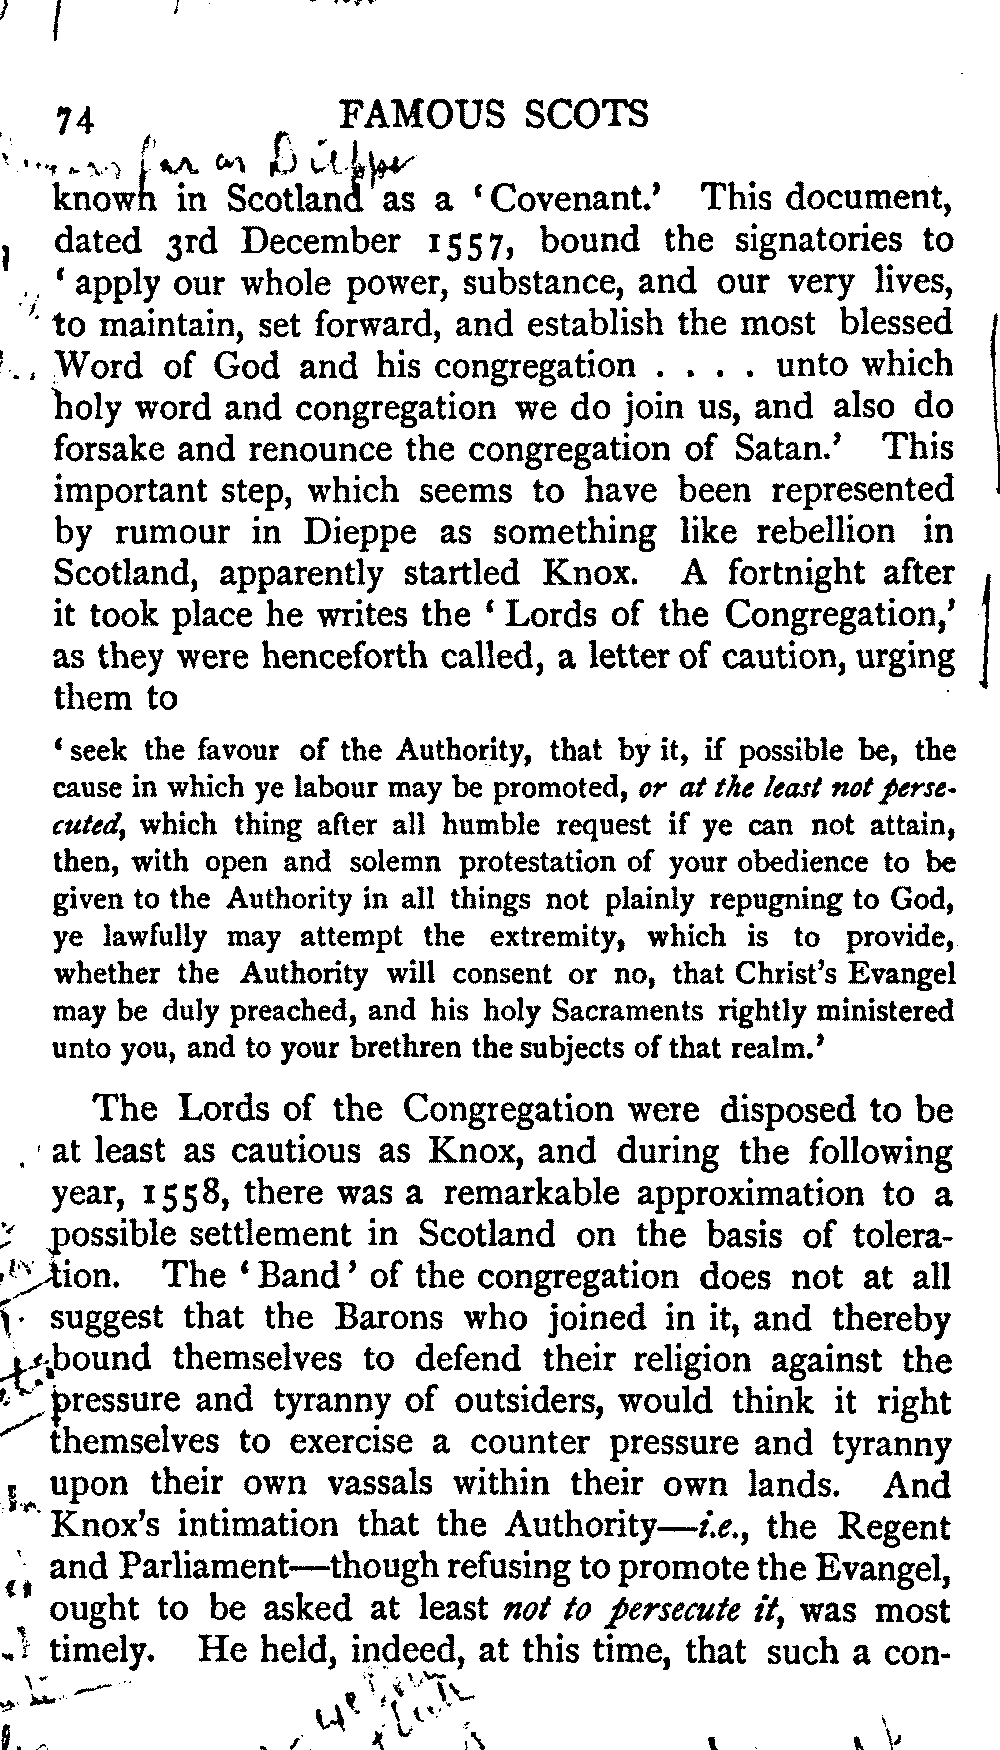 74 FAMOUS SCOTS
Dieppe
known in Scotland as a ‘Covenant.’ This document,
dated 3rd December 1557, bound the signatories to
‘apply our whole power, substance, and our very lives,
to maintain, set forward, and establish the most blessed
Word of God and his congregation . . . . unto which
holy word and congregation we do join us, and also do
forsake and renounce the congregation of Satan.’ This
important step, which seems to have been represented
by rumour in Dieppe as something like rebellion in
Scotland, apparently startled Knox. A fortnight after
it took place he writes the ‘Lords of the Congregation,’
as they were henceforth called, a letter of caution, urging
them to
‘seek the favour of the Authority, that by it, if possible be, the
cause in which ye labour may be promoted, or at the least not perse-
cuted, which thing after all humble request if ye can not attain,
then, with open and solemn protestation of your obedience to be
given to the Authority in all things not plainly repugning to God,
ye lawfully may attempt the extremity, which is to provide,
whether the Authority will consent or no, that Christ’s Evangel
may be duly preached, and his holy Sacraments rightly ministered
unto you, and to your brethren the subjects of that realm.’
The Lords of the Congregation were disposed to be
at least as cautious as Knox, and during the following
year, 1558, there was a remarkable approximation to a
possible settlement in Scotland on the basis of tolera-
tion. The ‘Band’ of the congregation does not at all
suggest that the Barons who joined in it, and thereby
bound themselves to defend their religion against the
pressure and tyranny of outsiders, would think it right
themselves to exercise a counter pressure and tyranny
upon their own vassals within their own lands. And
Knox’s intimation that the Authority—i.e., the Regent
and Parliament—though refusing to promote the Evangel,
ought to be asked at least not to persecute it, was most
timely. He held, indeed, at this time, that such a con-